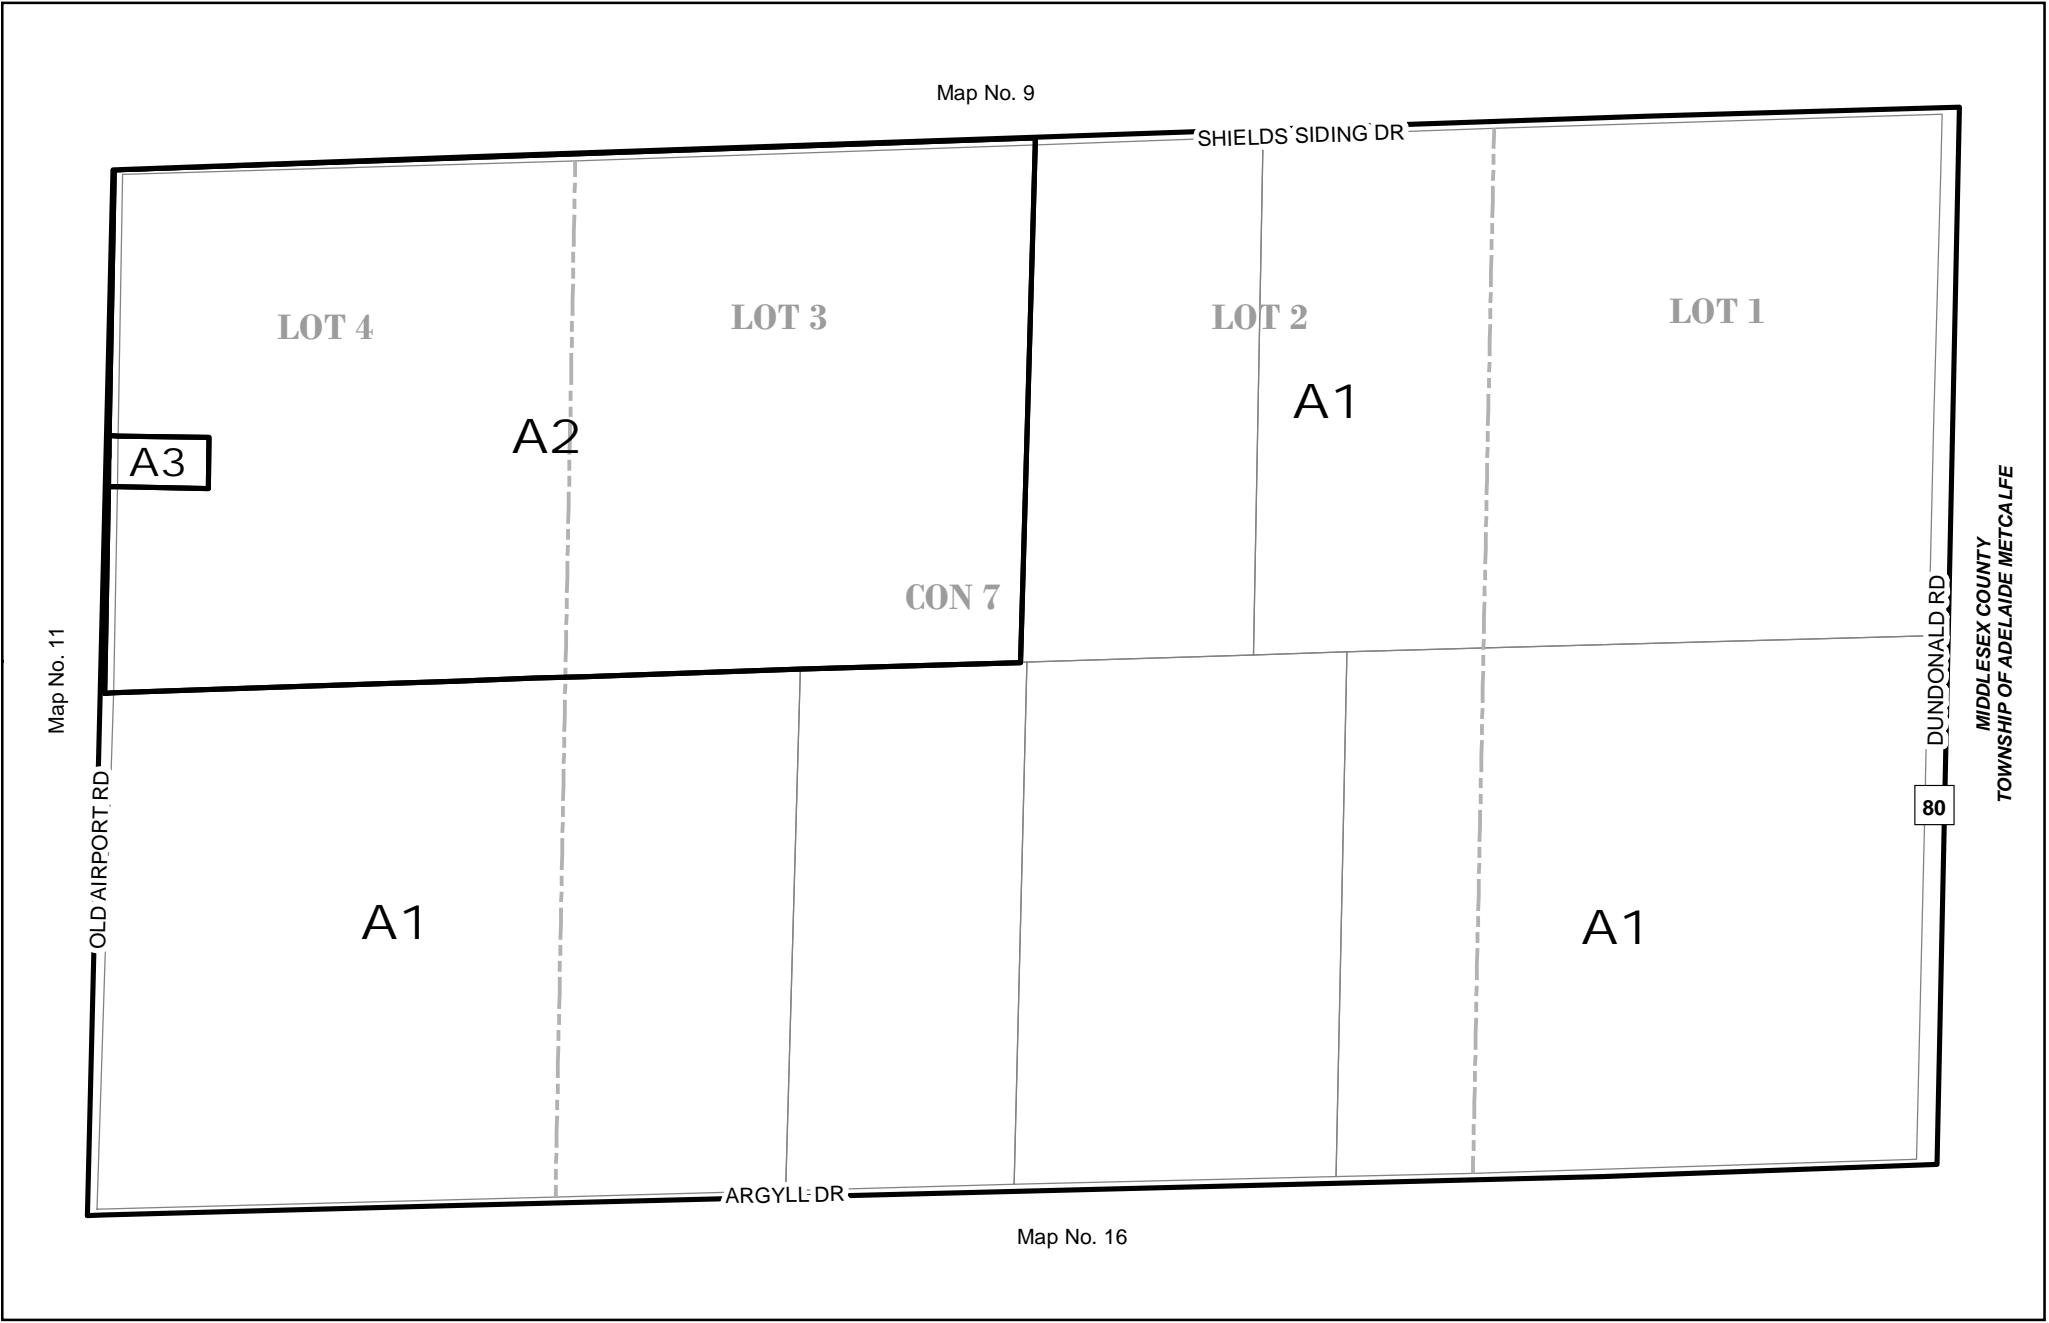 Map No. 9
SHIELDS SIDING DR
LOT 4
LOT 3
LOT 2
LOT 1
A1
A2
A3
CON 7
Map No. 11
OLD AIRPORT RD
DUNDONALD RD
MIDDLESEX COUNTY
TOWNSHIP OF ADELAIDE METCALFE
80
A1
A1
ARGYLL DR
Map No. 16